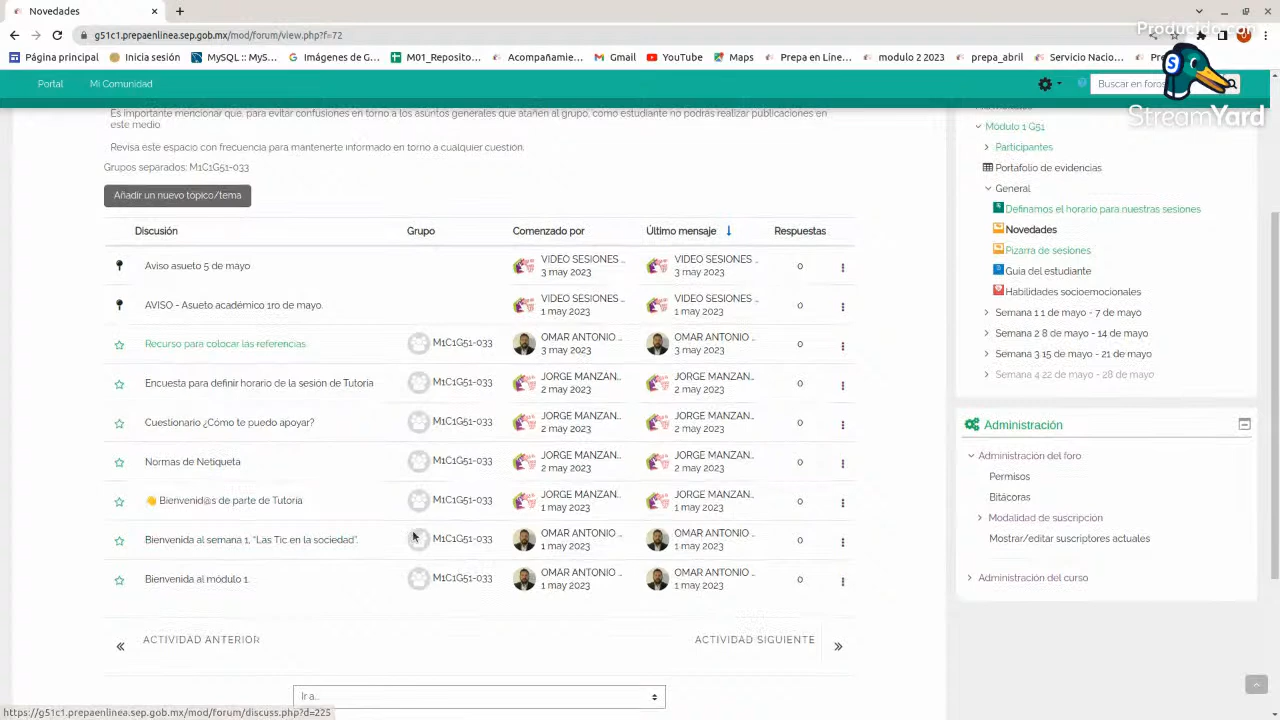 Novedades
g51c1.prepaenlinea.sep.gob.mx/mod/forum/view.php?f=72
Producido con
StreamYard
Página principal
Inicia sesión
MySQL :: MyS...
Imágenes de G...
M01_Reposito...
Acompañamie...
Gmail
YouTube
Maps
Prepa en Line...
modulo 2 2023
prepa_abril
Servicio Nacion...
Portal
Mi Comunidad
Buscar en foros
Es importante mencionar que, para evitar confusiones en torno a los asuntos generales que atañen al grupo, como estudiante no podrás realizar publicaciones en
este medio.
Revisa este espacio con frecuencia para mantenerte informado en torno a cualquier cuestión.
Grupos separados: M1C1G51-033
Añadir un nuevo tópico/tema
Discusión Grupo Comenzado por Último mensaje Respuestas
Aviso asueto 5 de mayo VIDEO SESIONES ... VIDEO SESIONES ... 0
3 may 2023 3 may 2023
AVISO - Asueto académico 1ro de mayo. VIDEO SESIONES ... VIDEO SESIONES ... 0
1 may 2023 1 may 2023
Recurso para colocar las referencias. M1C1G51-033 OMAR ANTONIO ... OMAR ANTONIO ... 0
3 may 2023 3 may 2023
Encuesta para definir horario de la sesión de Tutoría M1C1G51-033 JORGE MANZAN... JORGE MANZAN... 0
2 may 2023 2 may 2023
Cuestionario ¿Cómo te puedo apoyar? M1C1G51-033 JORGE MANZAN... JORGE MANZAN... 0
2 may 2023 2 may 2023
Normas de Netiqueta M1C1G51-033 JORGE MANZAN... JORGE MANZAN... 0
2 may 2023 2 may 2023
👋 Bienvenid@s de parte de Tutoría M1C1G51-033 JORGE MANZAN... JORGE MANZAN... 0
1 may 2023 1 may 2023
Bienvenida al semana 1, "Las Tic en la sociedad". M1C1G51-033 OMAR ANTONIO ... OMAR ANTONIO ... 0
1 may 2023 1 may 2023
Bienvenida al módulo 1. M1C1G51-033 OMAR ANTONIO ... OMAR ANTONIO ... 0
1 may 2023 1 may 2023
ACTIVIDAD ANTERIOR
ACTIVIDAD SIGUIENTE
Ir a...
Módulo 1 G51
Participantes
Portafolio de evidencias
General
Definamos el horario para nuestras sesiones
Novedades
Pizarra de sesiones
Guía del estudiante
Habilidades socioemocionales
Semana 1 1 de mayo - 7 de mayo
Semana 2 8 de mayo - 14 de mayo
Semana 3 15 de mayo - 21 de mayo
Semana 4 22 de mayo - 28 de mayo
Administración
Administración del foro
Permisos
Bitácoras
Modalidad de suscripción
Mostrar/editar suscriptores actuales
Administración del curso
https://g51c1.prepaenlinea.sep.gob.mx/mod/forum/discuss.php?d=225